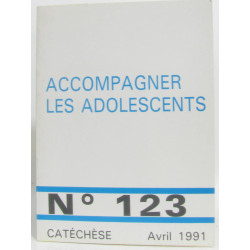 ACCOMPAGNER
LES ADOLESCENTS
N° 123
CATÉCHÈSE Avril 1991